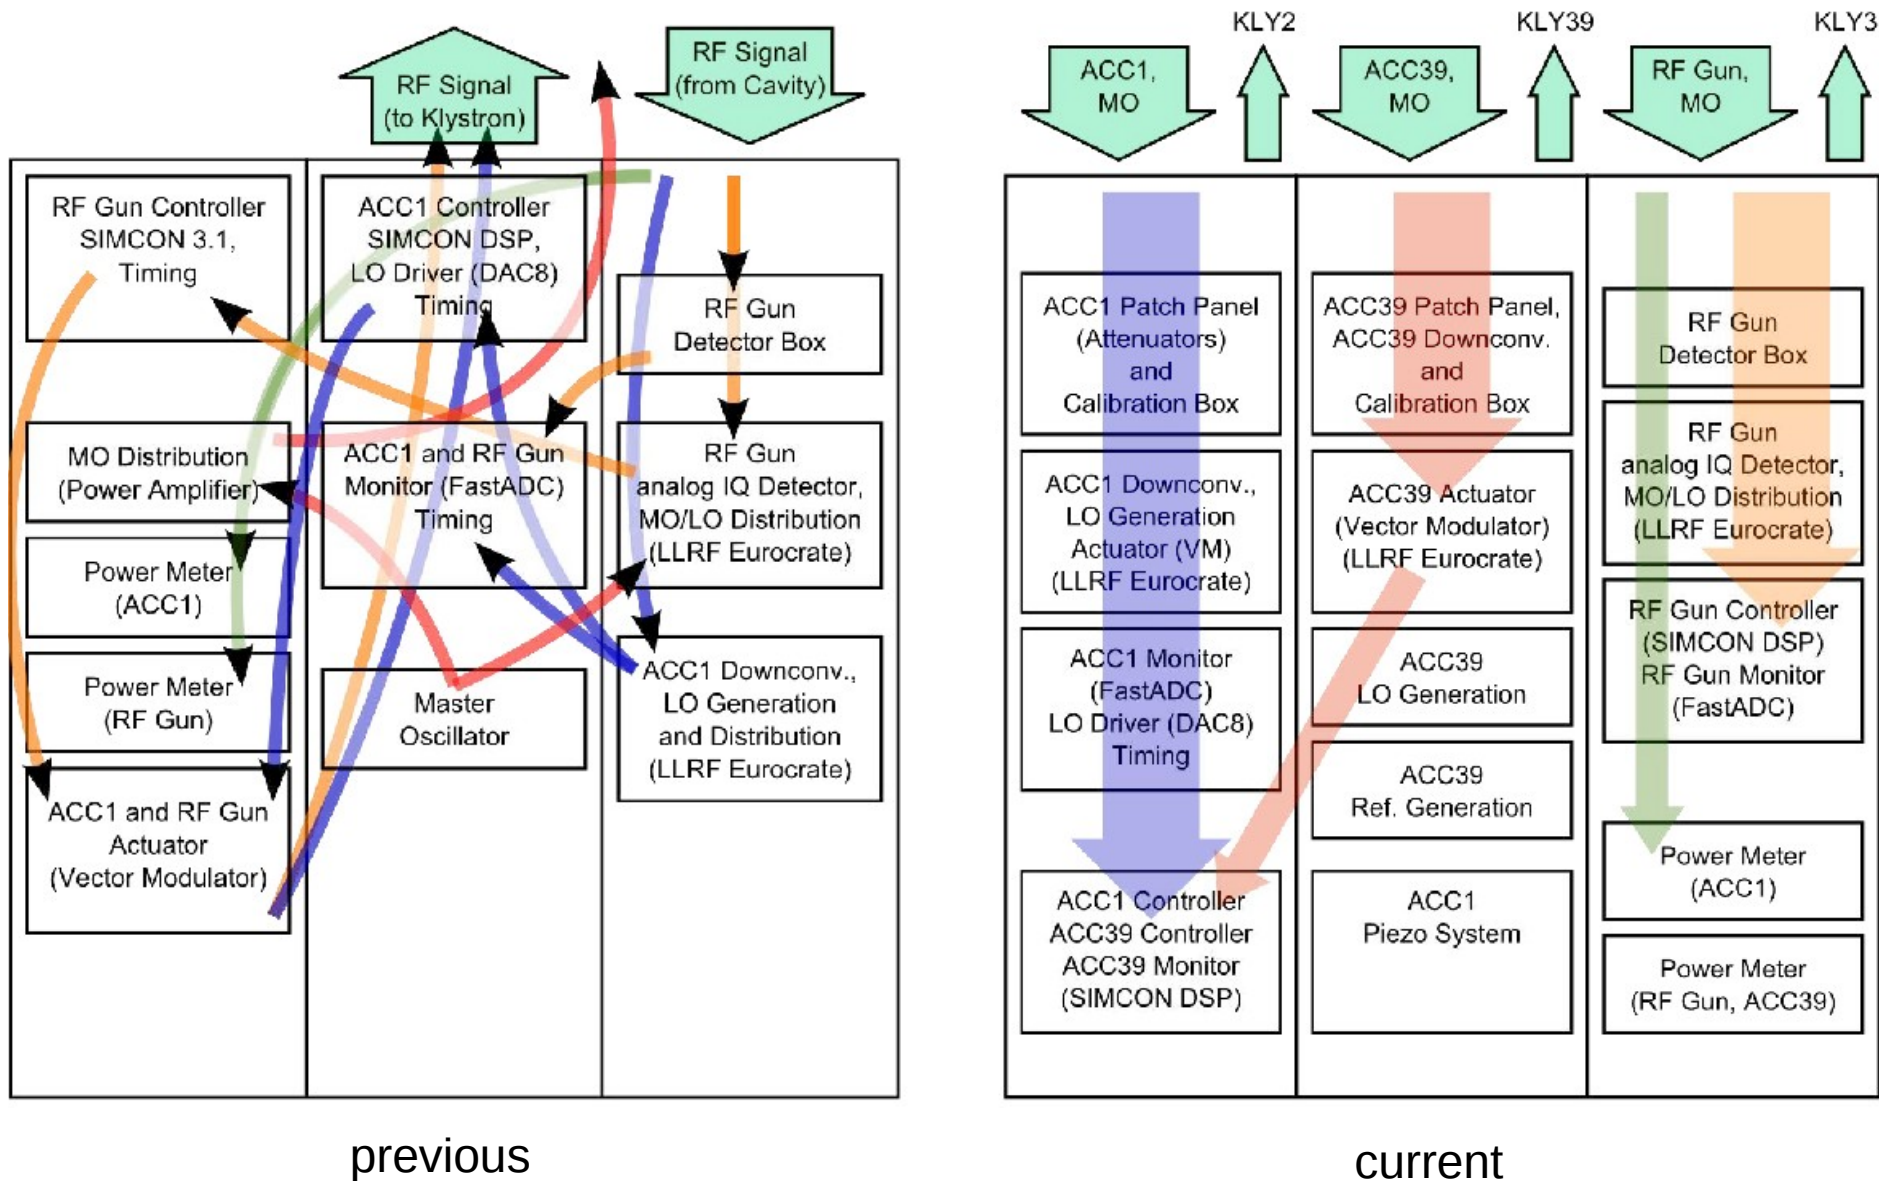 RF Signal
(to Klystron)
RF Signal
(from Cavity)
RF Gun Controller
SIMCON 3.1,
Timing
MO Distribution
(Power Amplifier)
Power Meter
(ACC1)
Power Meter
(RF Gun)
ACC1 and RF Gun
Actuator
(Vector Modulator)
ACC1 Controller
SIMCON DSP,
LO Driver (DAC8)
Timing
ACC1 and RF Gun
Monitor (FastADC)
Timing
Master
Oscillator
RF Gun
Detector Box
RF Gun
analog IQ Detector,
MO/LO Distribution
(LLRF Eurocrate)
ACC1 Downconv.,
LO Generation
and Distribution
(LLRF Eurocrate)
previous
ACC1,
MO
KLY2
ACC39,
MO
KLY39
RF Gun,
MO
KLY3
ACC1 Patch Panel
(Attenuators)
and
Calibration Box
ACC1 Downconv.,
LO Generation
Actuator (VM)
(LLRF Eurocrate)
ACC1 Monitor
(FastADC)
LO Driver (DAC8)
Timing
ACC1 Controller
ACC39 Controller
ACC39 Monitor
(SIMCON DSP)
ACC39 Patch Panel,
ACC39 Downconv.
and
Calibration Box
ACC39 Actuator
(Vector Modulator)
(LLRF Eurocrate)
ACC39
LO Generation
ACC39
Ref. Generation
ACC1
Piezo System
RF Gun
Detector Box
RF Gun
analog IQ Detector,
MO/LO Distribution
(LLRF Eurocrate)
RF Gun Controller
(SIMCON DSP)
RF Gun Monitor
(FastADC)
Power Meter
(ACC1)
Power Meter
(RF Gun, ACC39)
current